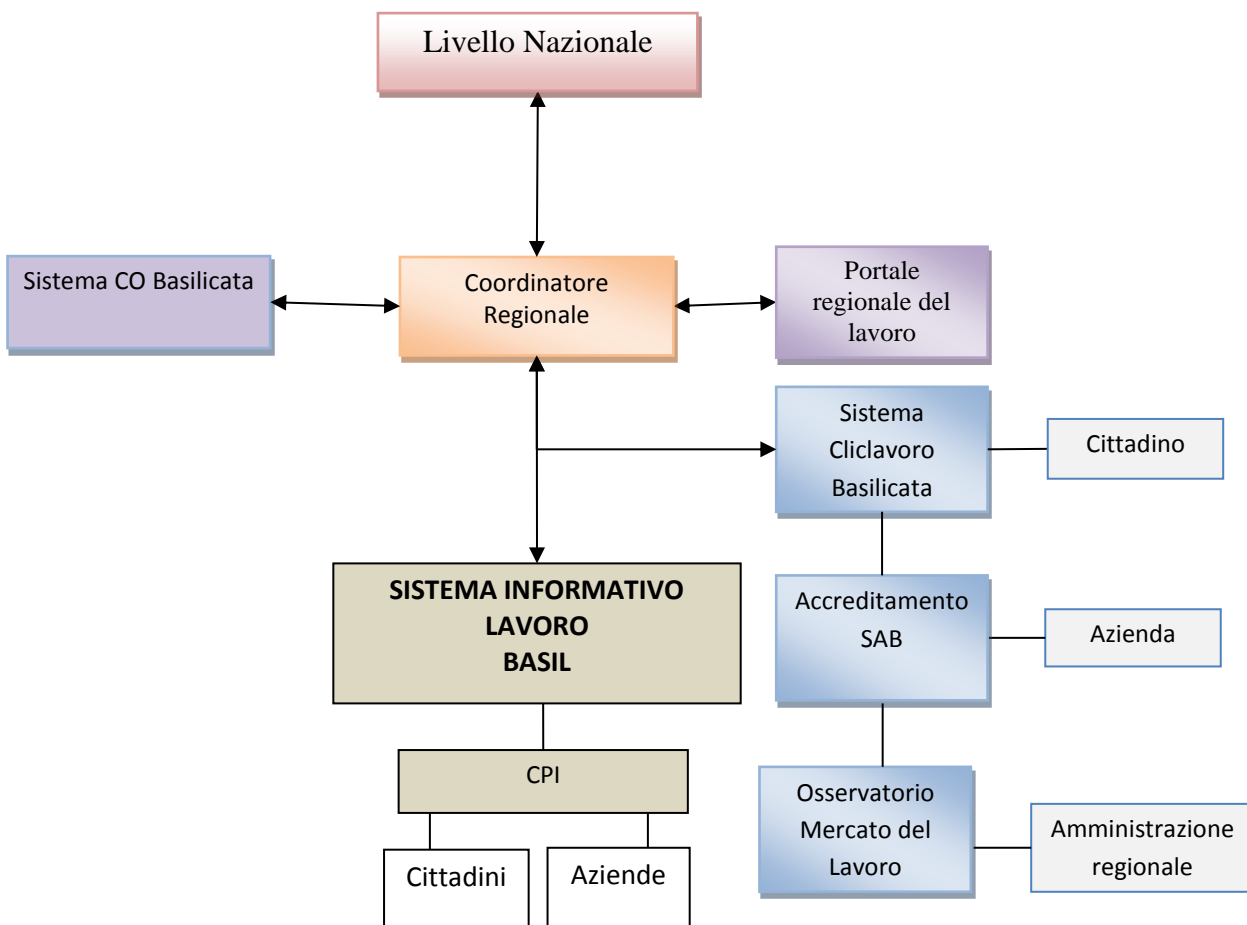 Livello Nazionale
Sistema CO Basilicata
Coordinatore
Regionale
Portale
regionale del
lavoro
Sistema
Cliclavoro
Basilicata
Cittadino
SISTEMA INFORMATIVO
LAVORO
BASIL
Accreditamento
SAB
Azienda
CPI
Cittadini
Aziende
Osservatorio
Mercato del
Lavoro
Amministrazione
regionale